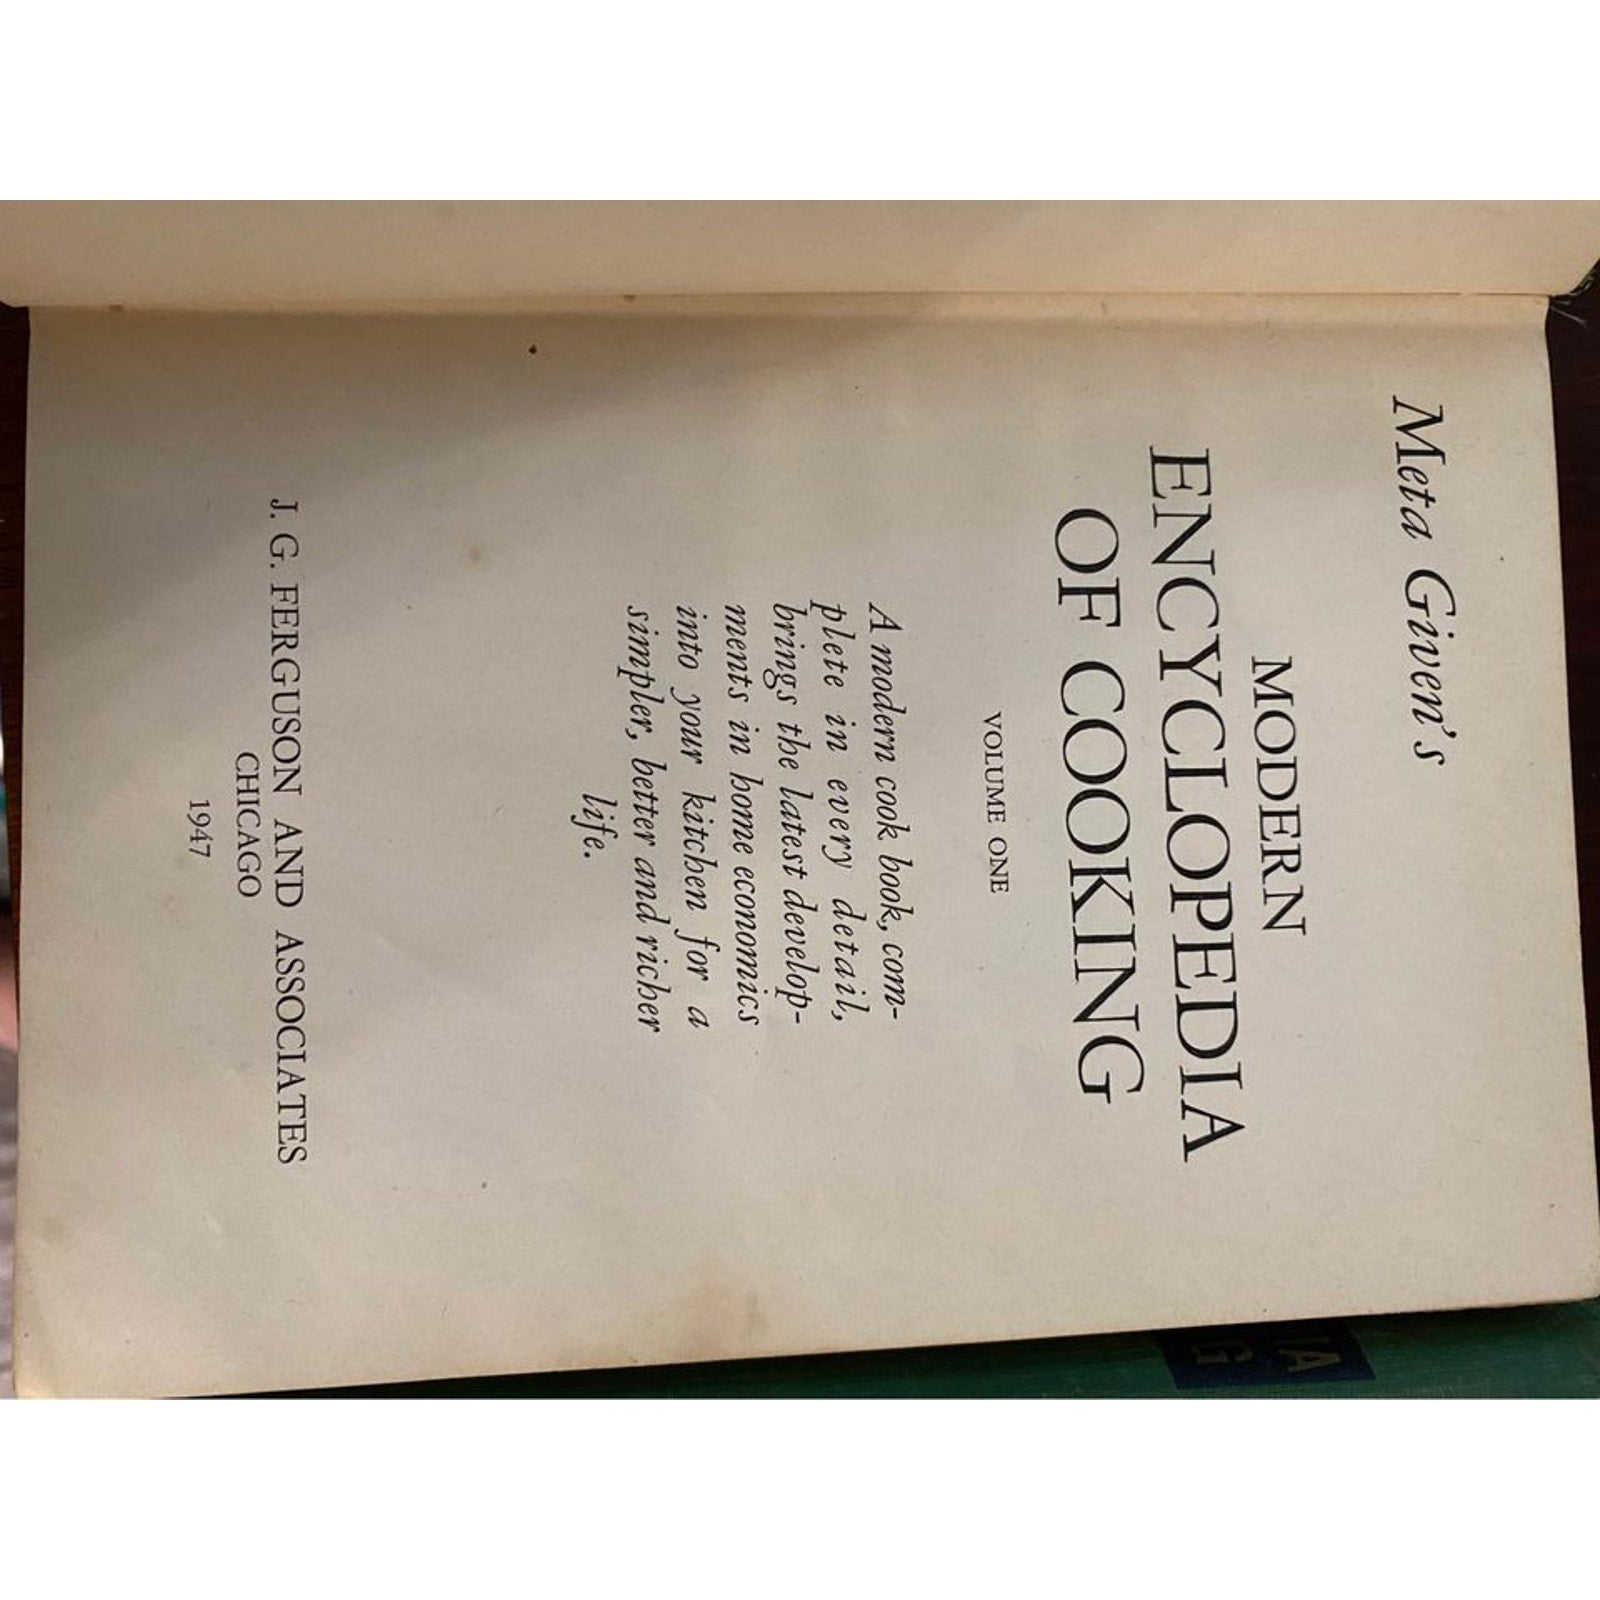 Meta Given's
MODERN
ENCYCLOPEDIA
OF COOKING
VOLUME ONE
A modern cook book, com-
plete in every detail,
brings the latest develop-
ments in home economics
into your kitchen for a
simpler, better and richer
life.
J. G. FERGUSON AND ASSOCIATES
CHICAGO
1947
IA
G